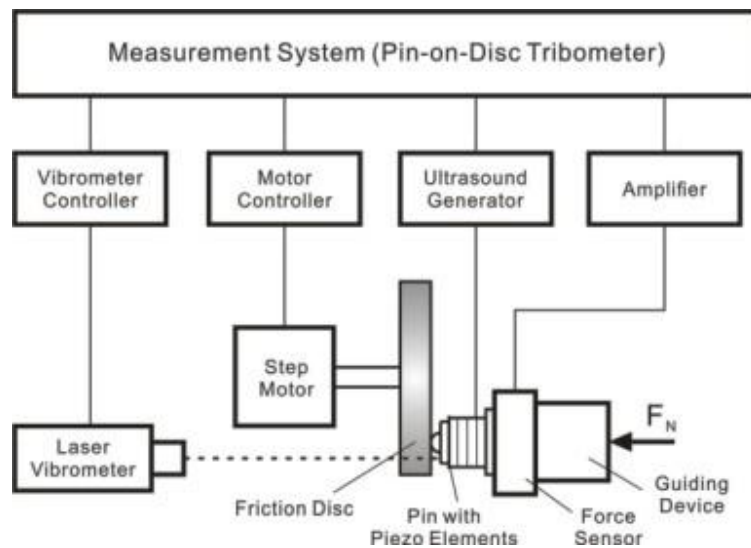 Measurement System (Pin-on-Disc Tribometer)
Vibrometer
Controller
Motor
Controller
Ultrasound
Generator
Amplifier
Step
Motor
Laser
Vibrometer
F_N
Friction Disc
Pin with
Piezo Elements
Force
Sensor
Guiding
Device